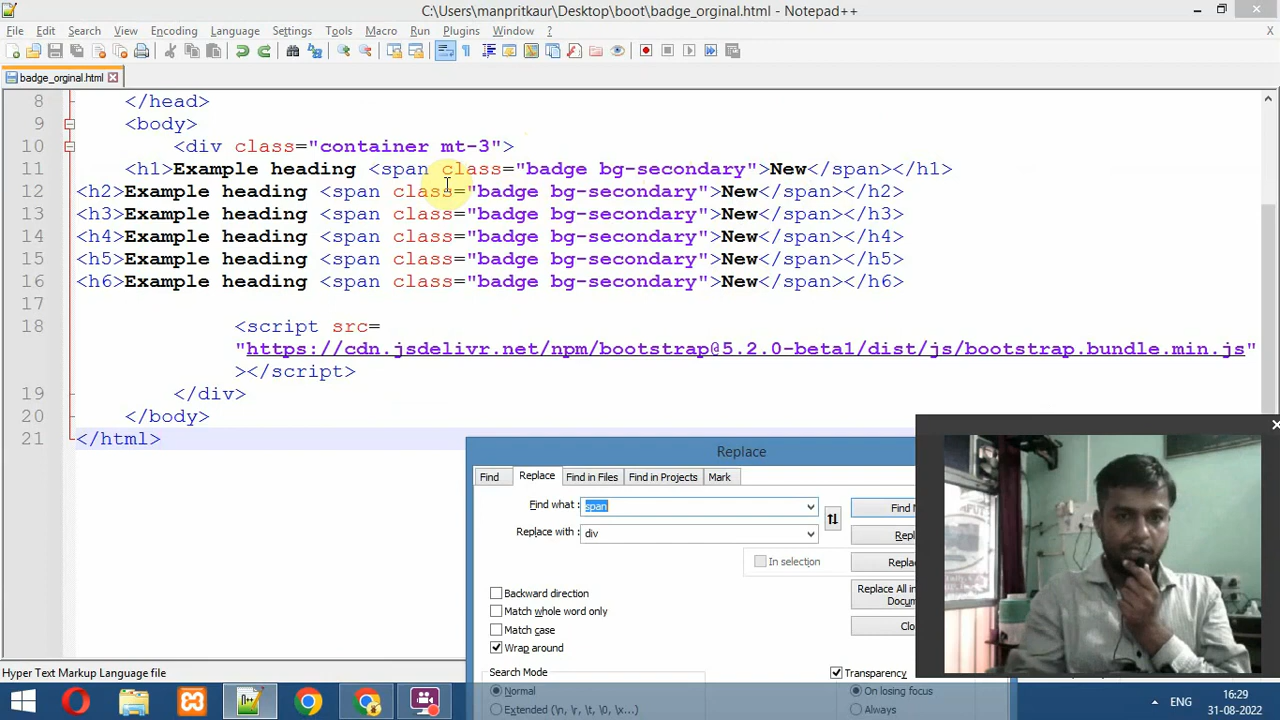 C:\Users\manpritkaur\Desktop\boot\badge_orginal.html - Notepad++
File Edit Search View Encoding Language Settings Tools Macro Run Plugins Window ? X
badge_orginal.html
8 </head>
9 <body>
10 <div class="container mt-3">
11 <h1>Example heading <span class="badge bg-secondary">New</span></h1>
12 <h2>Example heading <span class="badge bg-secondary">New</span></h2>
13 <h3>Example heading <span class="badge bg-secondary">New</span></h3>
14 <h4>Example heading <span class="badge bg-secondary">New</span></h4>
15 <h5>Example heading <span class="badge bg-secondary">New</span></h5>
16 <h6>Example heading <span class="badge bg-secondary">New</span></h6>
17
18 <script src=
"https://cdn.jsdelivr.net/npm/bootstrap@5.2.0-beta1/dist/js/bootstrap.bundle.min.js"
></script>
19 </div>
20 </body>
21 </html>
Replace
Find Replace Find in Files Find in Projects Mark
Find what : span Find N
Replace with : div Repl
In selection Replac
Backward direction Replace All in
Match whole word only Docum
Match case Clo
Wrap around
Search Mode Transparency
Normal On losing focus
Extended (\n, \r, \t, \0, \x...) Always
Hyper Text Markup Language file
ENG 16:29
31-08-2022